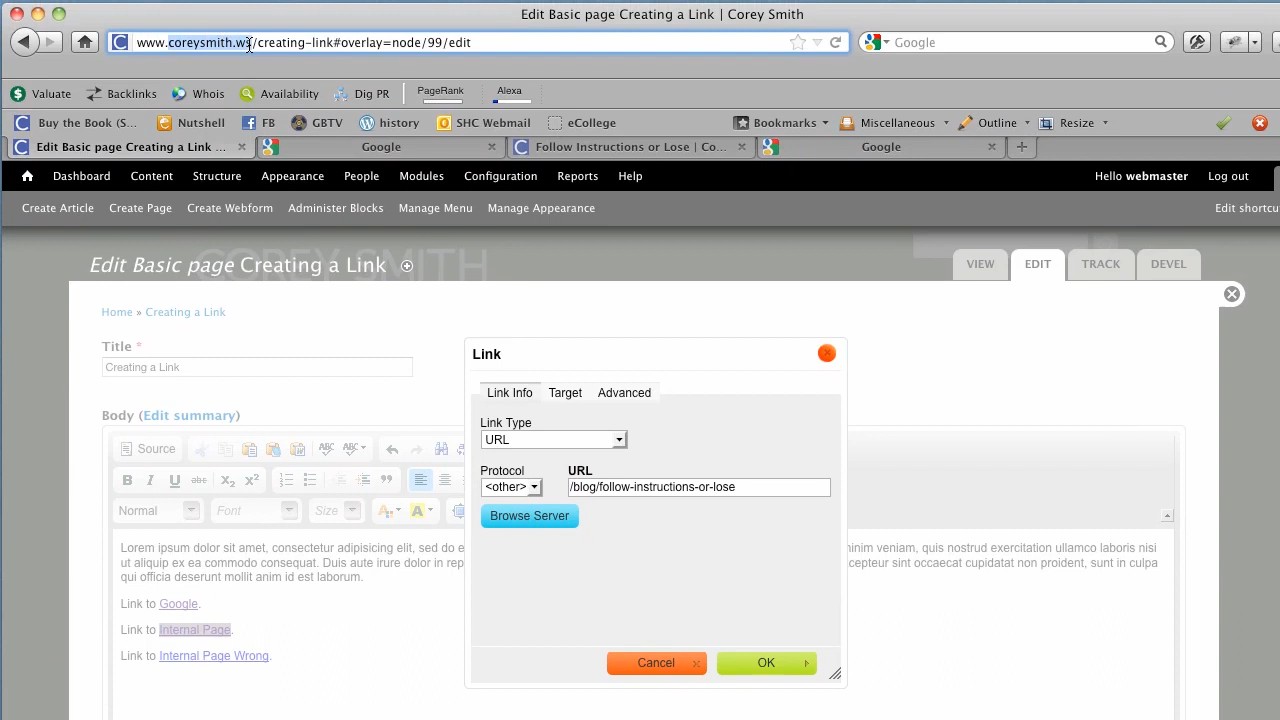 Edit Basic page Creating a Link | Corey Smith
www.coreysmith.ws/creating-link#overlay=node/99/edit
Google
Valuate Backlinks Whois Availability Dig PR PageRank Alexa
Buy the Book (S... Nutshell FB GBTV history SHC Webmail eCollege Bookmarks Miscellaneous Outline Resize
Edit Basic page Creating a Link ... Google Follow Instructions or Lose | Co... Google
Dashboard Content Structure Appearance People Modules Configuration Reports Help Hello webmaster Log out
Create Article Create Page Create Webform Administer Blocks Manage Menu Manage Appearance Edit shortcu
COREY SMITH
Edit Basic page Creating a Link VIEW EDIT TRACK DEVEL
Home » Creating a Link
Title *
Creating a Link
Body (Edit summary)
Source
Normal Font Size
Lorem ipsum dolor sit amet, consectetur adipisicing elit, sed do e minim veniam, quis nostrud exercitation ullamco laboris nisi
ut aliquip ex ea commodo consequat. Duis aute irure dolor in rep cepteur sint occaecat cupidatat non proident, sunt in culpa
qui officia deserunt mollit anim id est laborum.
Link to Google.
Link to Internal Page.
Link to Internal Page Wrong.
Link
Link Info Target Advanced
Link Type
URL
Protocol URL
<other> /blog/follow-instructions-or-lose
Browse Server
Cancel OK